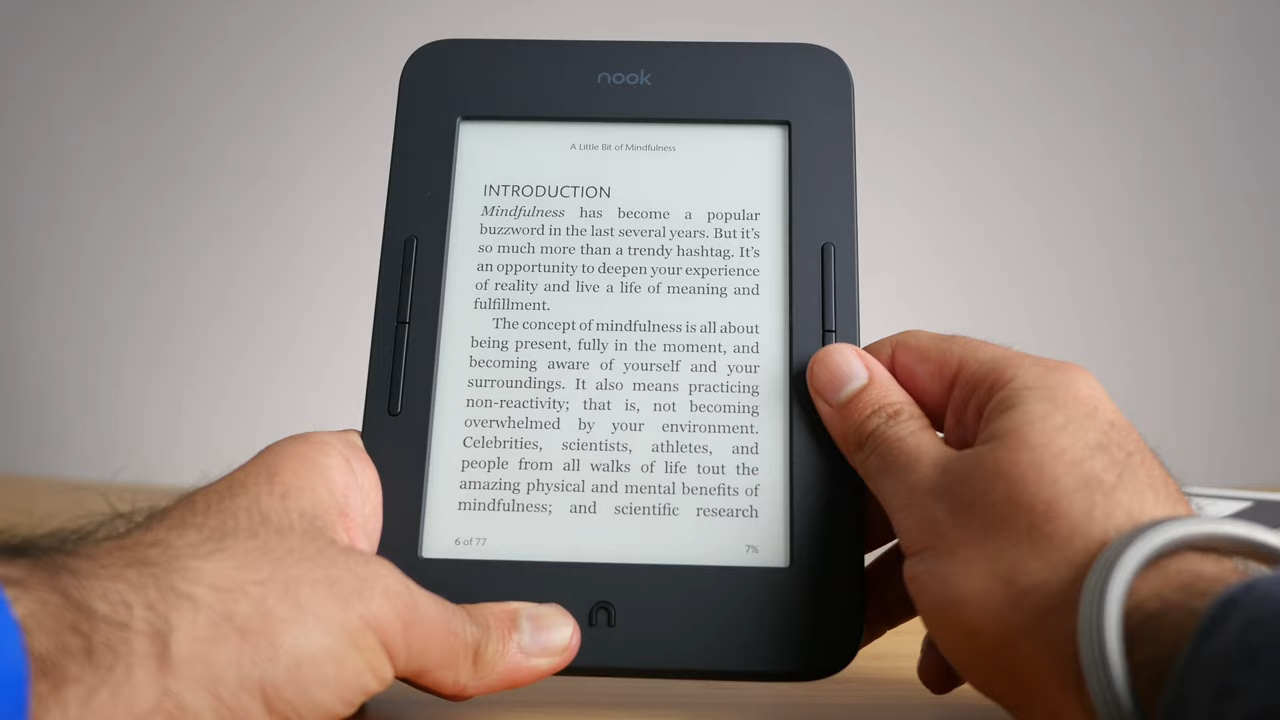 nook
A Little Bit of Mindfulness
INTRODUCTION
Mindfulness has become a popular
buzzword in the last several years. But it's
so much more than a trendy hashtag. It's
an opportunity to deepen your experience
of reality and live a life of meaning and
fulfillment.
The concept of mindfulness is all about
being present, fully in the moment, and
becoming aware of yourself and your
surroundings. It also means practicing
non-reactivity; that is, not becoming
overwhelmed by your environment.
Celebrities, scientists, athletes, and
people from all walks of life tout the
amazing physical and mental benefits of
mindfulness; and scientific research
6 of 77
7%
n